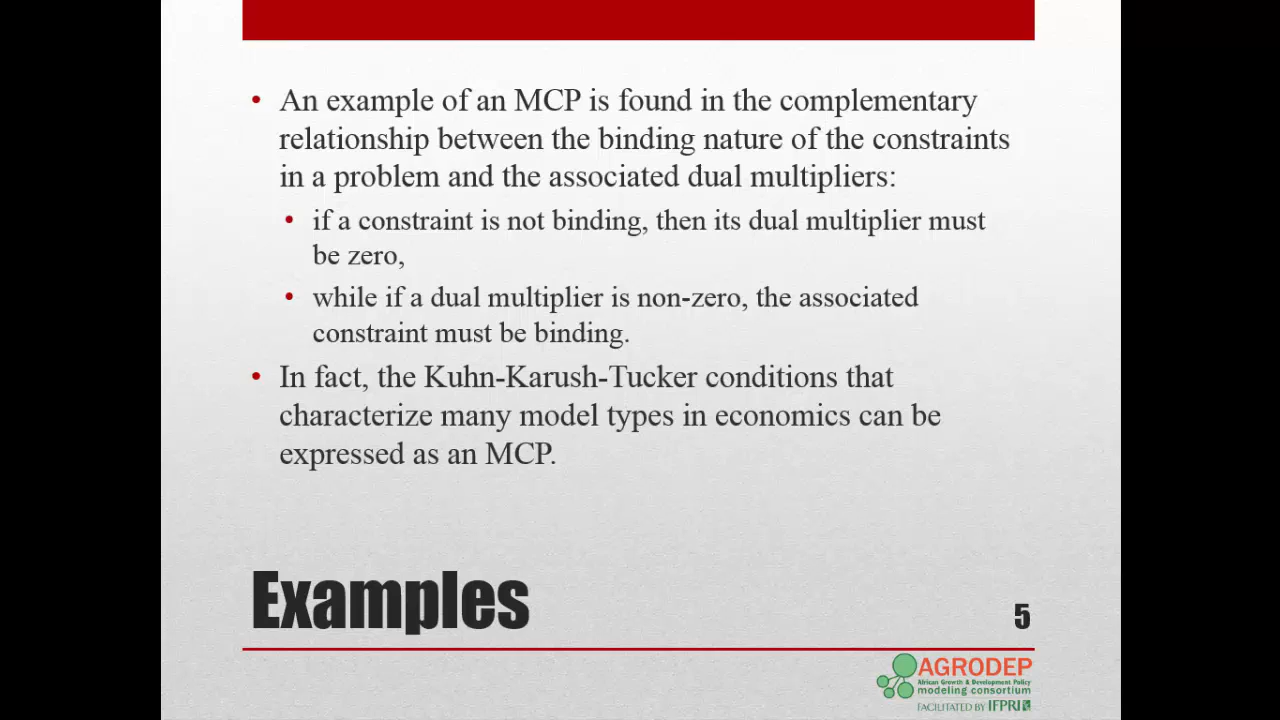 • An example of an MCP is found in the complementary
relationship between the binding nature of the constraints
in a problem and the associated dual multipliers:
• if a constraint is not binding, then its dual multiplier must
be zero,
• while if a dual multiplier is non-zero, the associated
constraint must be binding.
• In fact, the Kuhn-Karush-Tucker conditions that
characterize many model types in economics can be
expressed as an MCP.
Examples
5
AGRODEP
African Growth & Development Policy
modeling consortium
FACILITATED BY IFPRI